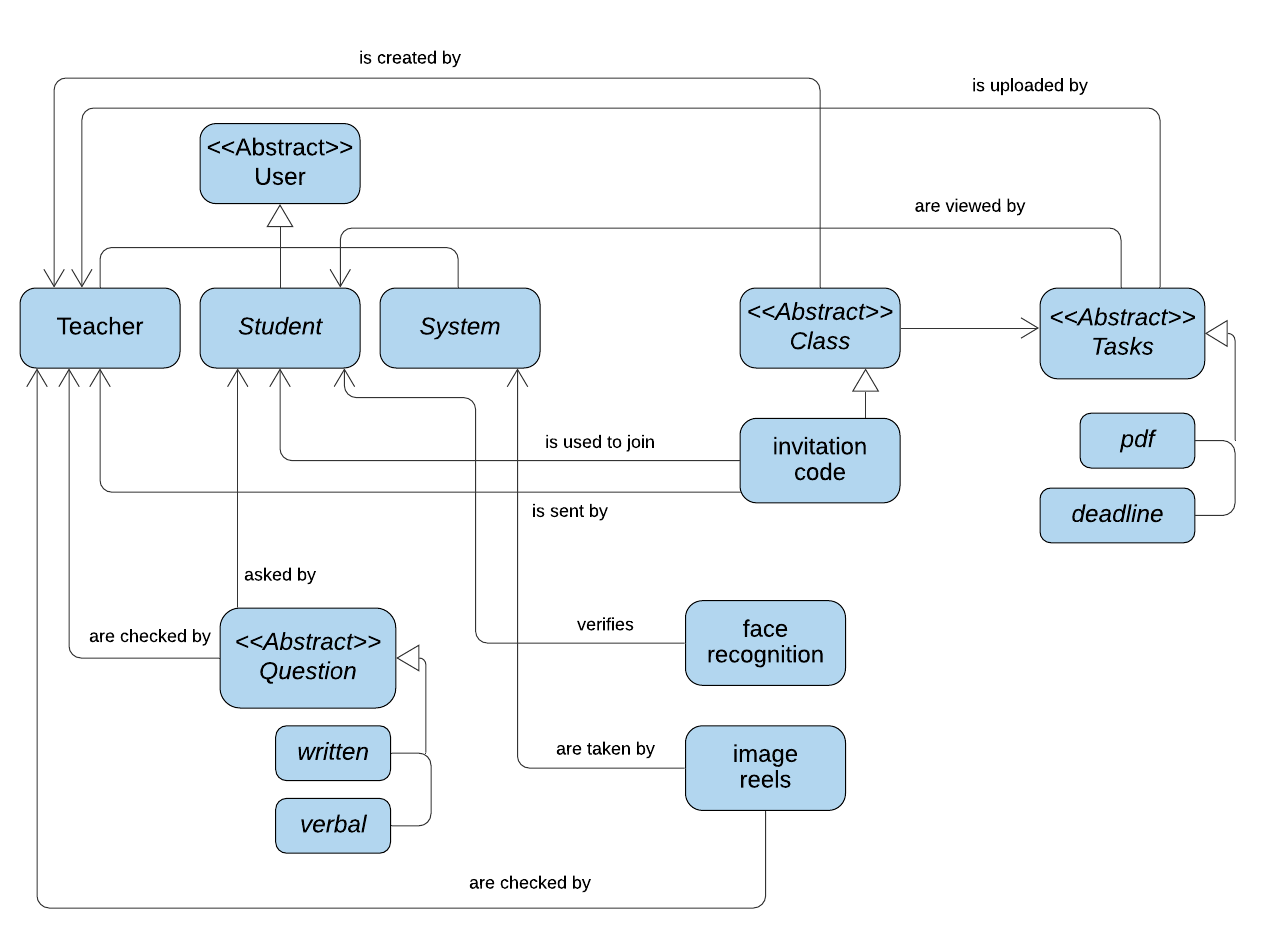 is created by
is uploaded by
<<Abstract>>
User
are viewed by
Teacher
Student
System
<<Abstract>>
Class
<<Abstract>>
Tasks
is used to join
invitation
code
pdf
is sent by
deadline
asked by
are checked by
<<Abstract>>
Question
verifies
face
recognition
written
are taken by
image
reels
verbal
are checked by